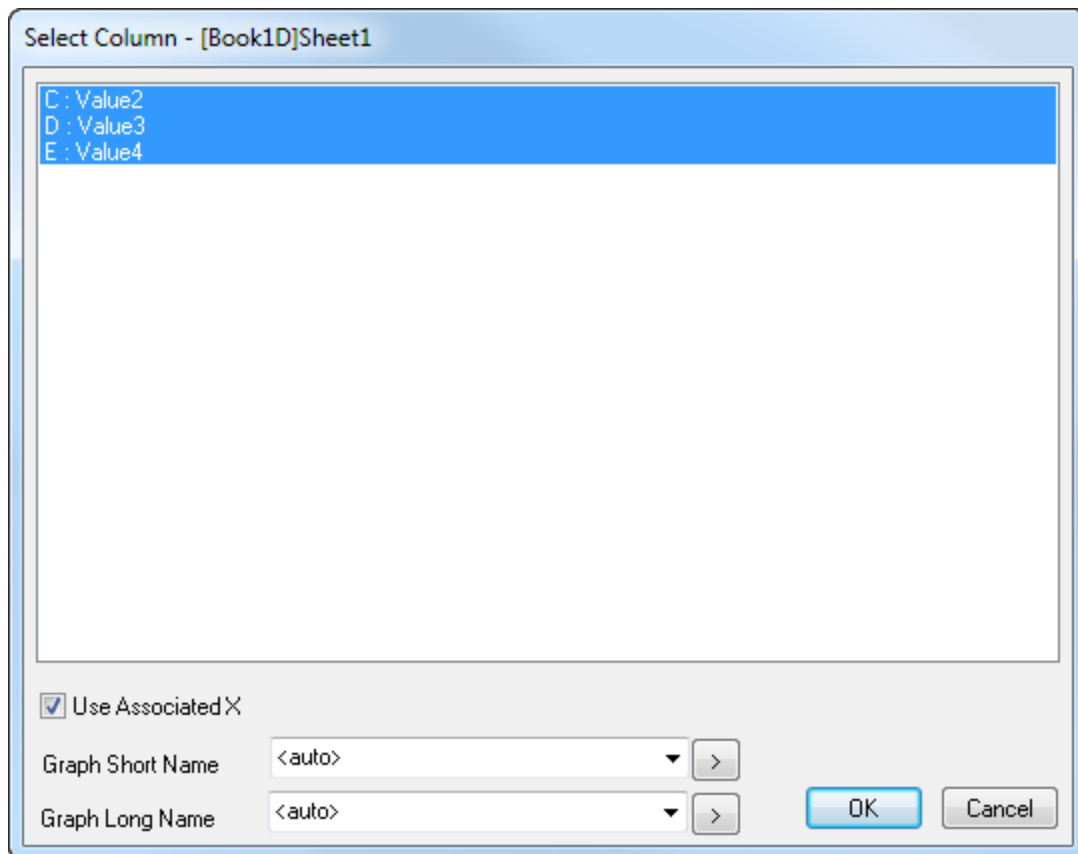 Select Column - [Book1D]Sheet1
C : Value2
D : Value3
E : Value4
Use Associated X
Graph Short Name <auto> >
Graph Long Name <auto> >
OK Cancel